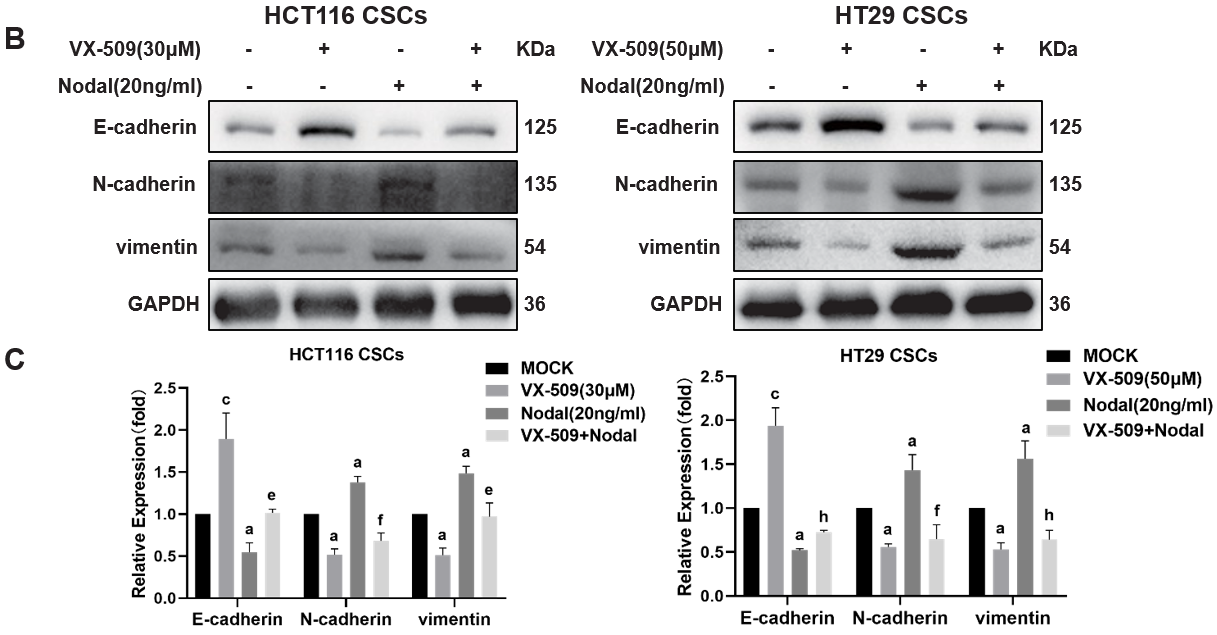 B
HCT116 CSCs
VX-509(30μM) - + - + KDa
Nodal(20ng/ml) - - + +
E-cadherin 125
N-cadherin 135
vimentin 54
GAPDH 36
HT29 CSCs
VX-509(50μM) - + - + KDa
Nodal(20ng/ml) - - + +
E-cadherin 125
N-cadherin 135
vimentin 54
GAPDH 36
C
HCT116 CSCs
MOCK
VX-509(30μM)
Nodal(20ng/ml)
VX-509+Nodal
Relative Expression(fold)
2.5
2.0
1.5
1.0
0.5
0.0
c a e
a a f
a a e
E-cadherin N-cadherin vimentin
HT29 CSCs
MOCK
VX-509(50μM)
Nodal(20ng/ml)
VX-509+Nodal
Relative Expression(fold)
2.5
2.0
1.5
1.0
0.5
0.0
c a h
a a f
a a h
E-cadherin N-cadherin vimentin